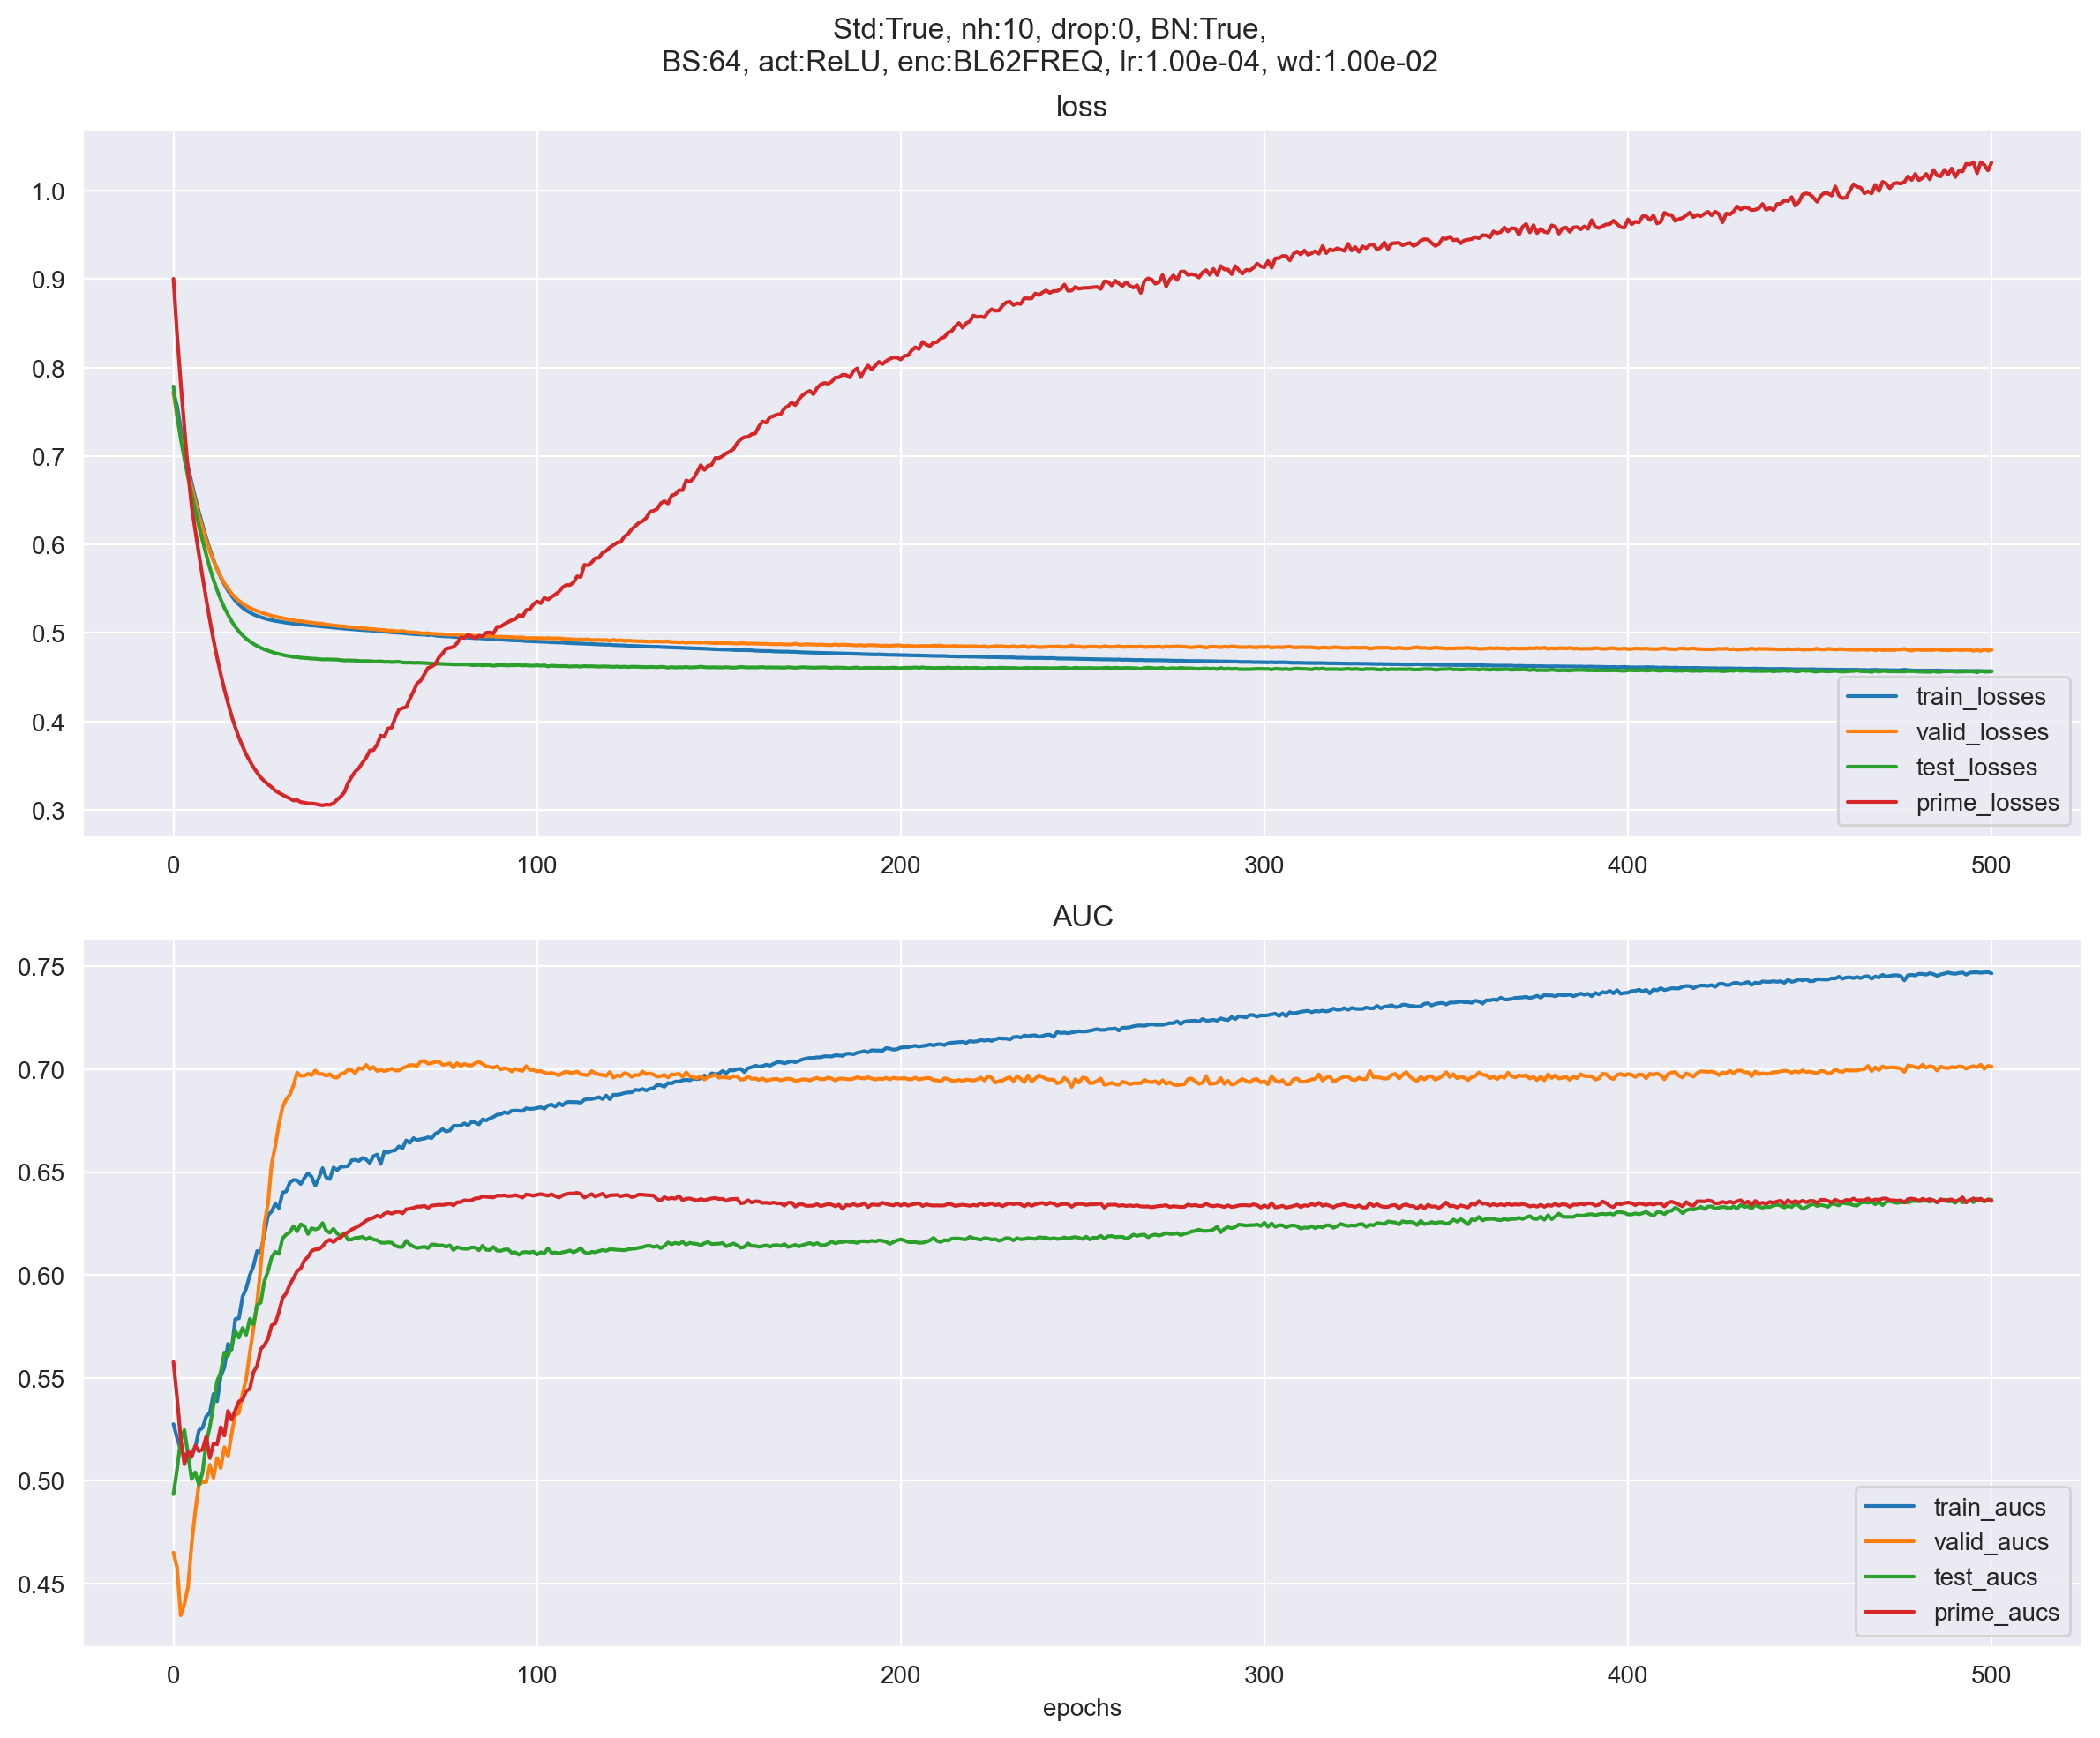 Std:True, nh:10, drop:0, BN:True,
BS:64, act:ReLU, enc:BL62FREQ, lr:1.00e-04, wd:1.00e-02
loss
1.0
0.9
0.8
0.7
0.6
0.5
0.4
0.3
train_losses
valid_losses
test_losses
prime_losses
0 100 200 300 400 500
AUC
0.75
0.70
0.65
0.60
0.55
0.50
0.45
train_aucs
valid_aucs
test_aucs
prime_aucs
0 100 200 300 400 500
epochs